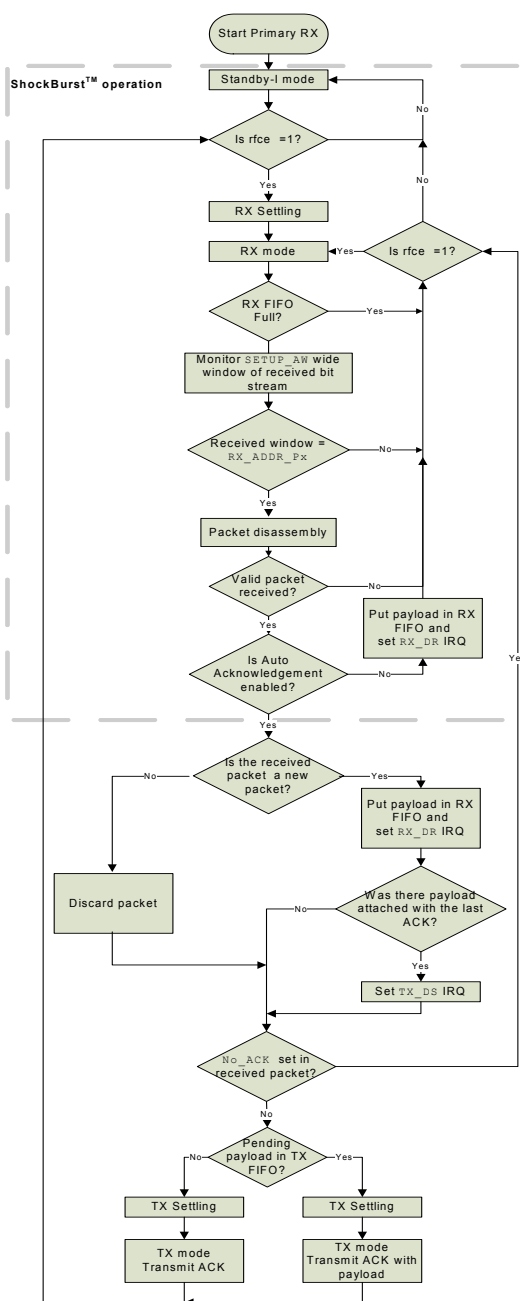 Start Primary RX
ShockBurst™ operation
Standby-I mode
No
Is rfce =1?
No
Yes
RX Settling
RX mode
Yes
Is rfce =1?
RX FIFO
Full?
Yes
Monitor SETUP_AW wide
window of received bit
stream
Received window =
RX_ADDR_Px
No
Yes
Packet disassembly
Valid packet
received?
No
Yes
Put payload in RX
FIFO and
set RX_DR IRQ
Is Auto
Acknowledgement
enabled?
No
Yes
Is the received
packet a new
packet?
No
Yes
Put payload in RX
FIFO and
set RX_DR IRQ
Discard packet
Was there payload
attached with the last
ACK?
No
Yes
Set TX_DS IRQ
No_ACK set in
received packet?
No
Pending
payload in TX
FIFO?
No
Yes
TX Settling
TX Settling
TX mode
Transmit ACK
TX mode
Transmit ACK with
payload